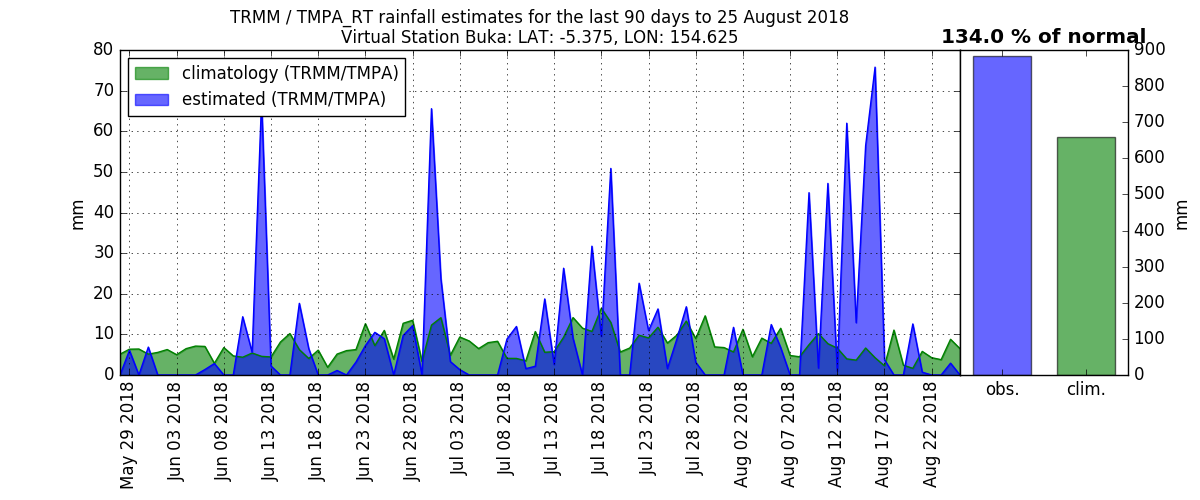 TRMM / TMPA_RT rainfall estimates for the last 90 days to 25 August 2018
Virtual Station Buka: LAT: -5.375, LON: 154.625
134.0 % of normal
climatology (TRMM/TMPA)
estimated (TRMM/TMPA)
mm
80
70
60
50
40
30
20
10
0
May 29 2018
Jun 03 2018
Jun 08 2018
Jun 13 2018
Jun 18 2018
Jun 23 2018
Jun 28 2018
Jul 03 2018
Jul 08 2018
Jul 13 2018
Jul 18 2018
Jul 23 2018
Jul 28 2018
Aug 02 2018
Aug 07 2018
Aug 12 2018
Aug 17 2018
Aug 22 2018
900
800
700
600
500
400
300
200
100
0
mm
obs.
clim.